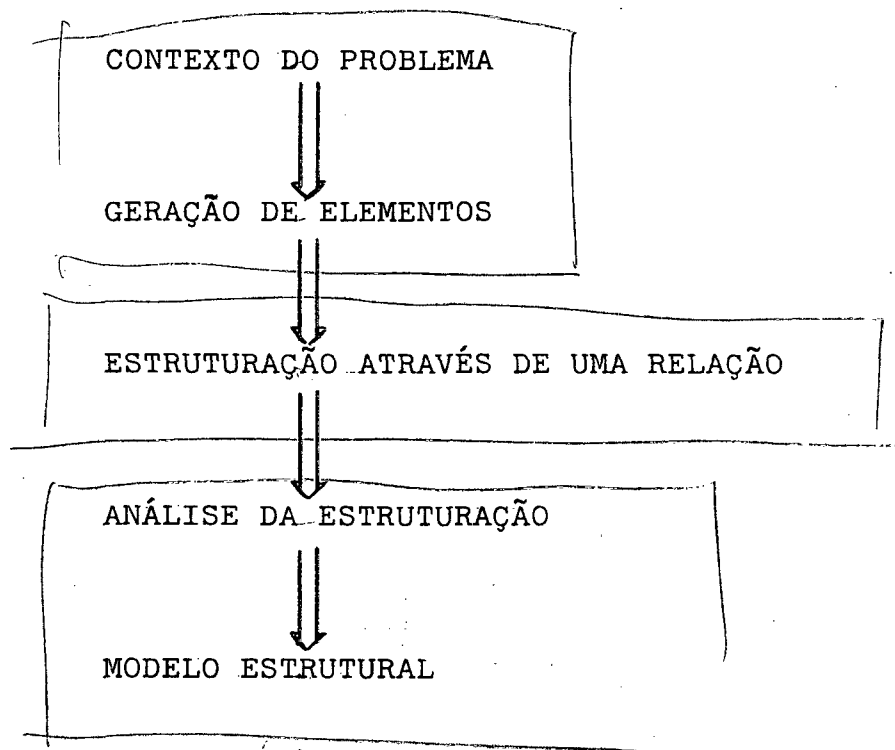 CONTEXTO DO PROBLEMA
GERAÇÃO DE ELEMENTOS
ESTRUTURAÇÃO ATRAVÉS DE UMA RELAÇÃO
ANÁLISE DA ESTRUTURAÇÃO
MODELO ESTRUTURAL